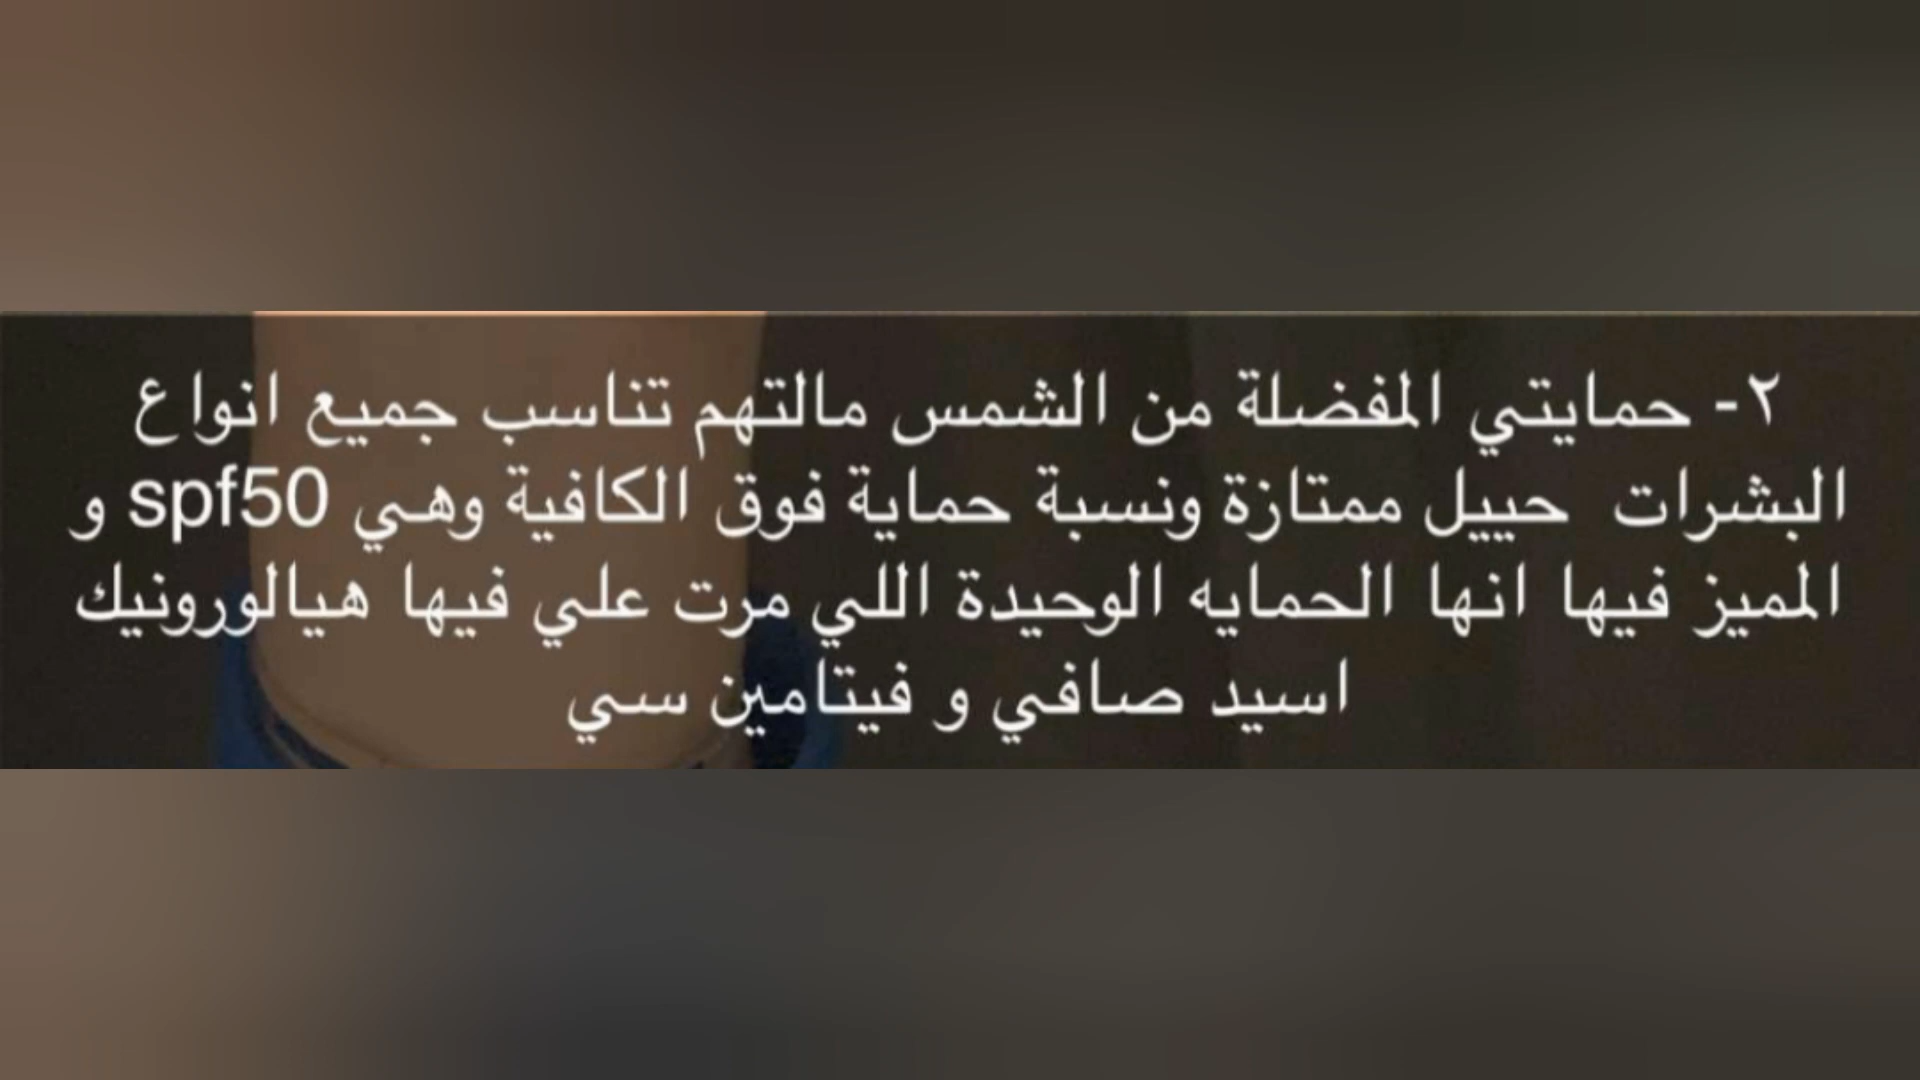 ٢- حمايتي المفضلة من الشمس مالتهم تناسب جميع انواع
البشرات حييل ممتازة ونسبة حماية فوق الكافية وهي spf50 و
المميز فيها انها الحمايه الوحيدة اللي مرت علي فيها هيالورونيك
اسيد صافي و فيتامين سي